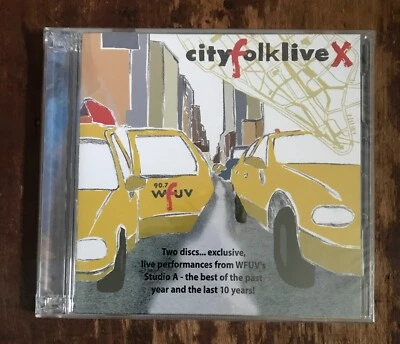 cityfolkliveX
90.7
wfuv
Two discs... exclusive,
live performances from WFUV's
Studio A - the best of the past
year and the last 10 years!